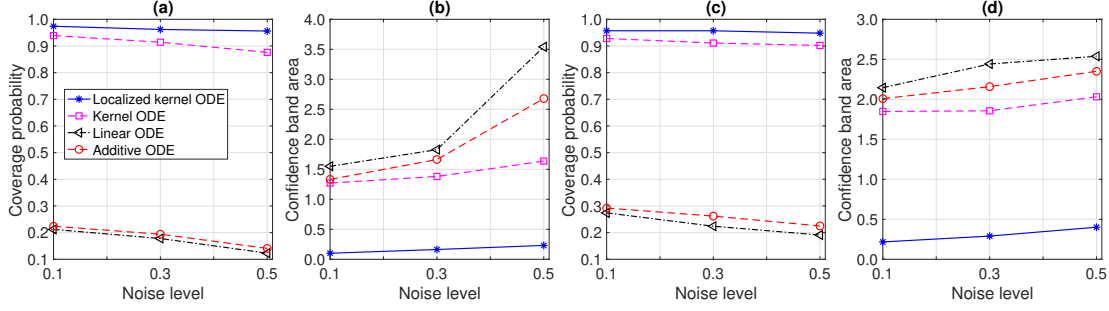 (a)
Coverage probability
1.0
0.9
0.8
0.7
0.6
0.5
0.4
0.3
0.2
0.1
Localized kernel ODE
Kernel ODE
Linear ODE
Additive ODE
0.1 0.3 0.5
Noise level
(b)
Confidence band area
4.0
3.5
3.0
2.5
2.0
1.5
1.0
0.5
0.0
0.1 0.3 0.5
Noise level
(c)
Coverage probability
1.0
0.9
0.8
0.7
0.6
0.5
0.4
0.3
0.2
0.1
0.1 0.3 0.5
Noise level
(d)
Confidence band area
3.0
2.5
2.0
1.5
1.0
0.5
0.0
0.1 0.3 0.5
Noise level